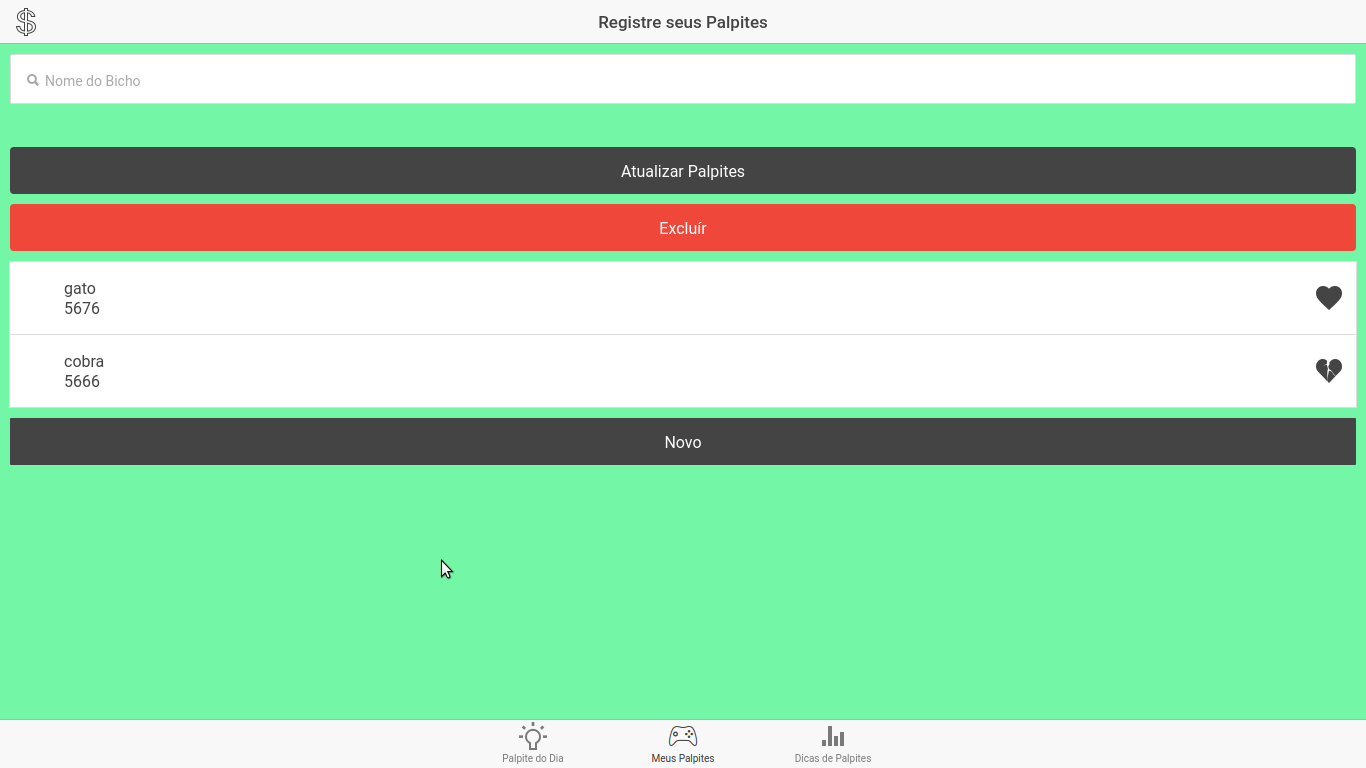 Registre seus Palpites
Nome do Bicho
Atualizar Palpites
Excluír
gato
5676
cobra
5666
Novo
Palpite do Dia
Meus Palpites
Dicas de Palpites